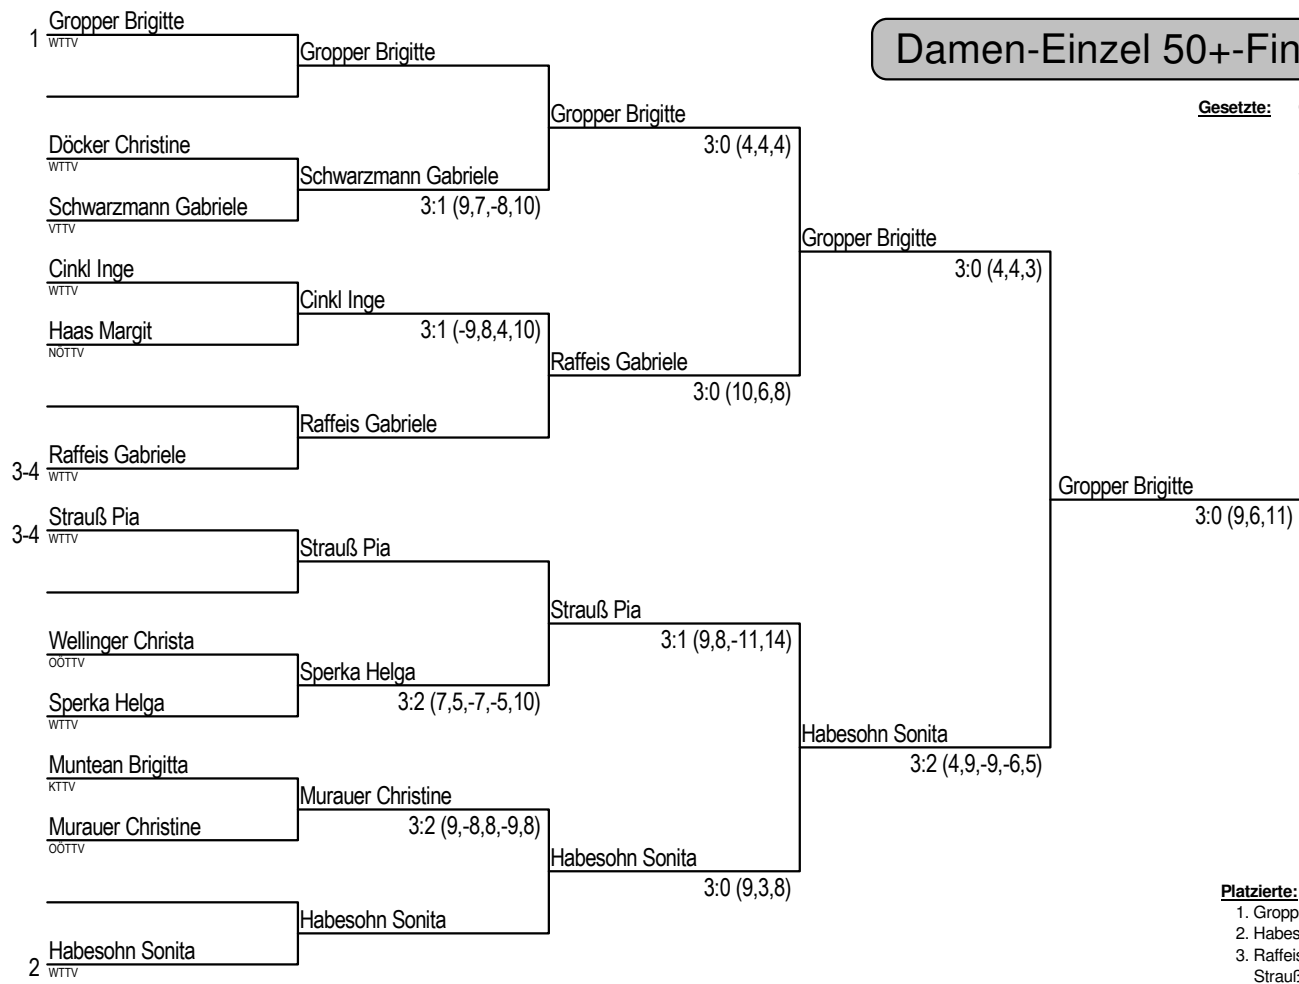 Damen-Einzel 50+-Fin
Gesetzte:
Gropper Brigitte
1
WTTV
Döcker Christine
WTTV
Schwarzmann Gabriele
VTTV
Cinkl Inge
WTTV
Haas Margit
NÖTTV
Raffeis Gabriele
3-4
WTTV
Strauß Pia
3-4
WTTV
Wellinger Christa
OÖTTV
Sperka Helga
WTTV
Muntean Brigitta
KTTV
Murauer Christine
OÖTTV
Habesohn Sonita
2
WTTV
Gropper Brigitte
Schwarzmann Gabriele
3:1 (9,7,-8,10)
Cinkl Inge
3:1 (-9,8,4,10)
Raffeis Gabriele
Strauß Pia
Sperka Helga
3:2 (7,5,-7,-5,10)
Murauer Christine
3:2 (9,-8,8,-9,8)
Habesohn Sonita
Gropper Brigitte
3:0 (4,4,4)
Raffeis Gabriele
3:0 (10,6,8)
Strauß Pia
3:1 (9,8,-11,14)
Habesohn Sonita
3:0 (9,3,8)
Gropper Brigitte
3:0 (4,4,3)
Habesohn Sonita
3:2 (4,9,-9,-6,5)
Gropper Brigitte
3:0 (9,6,11)
Platzierte:
1. Gropp
2. Habes
3. Raffeis
Strauß